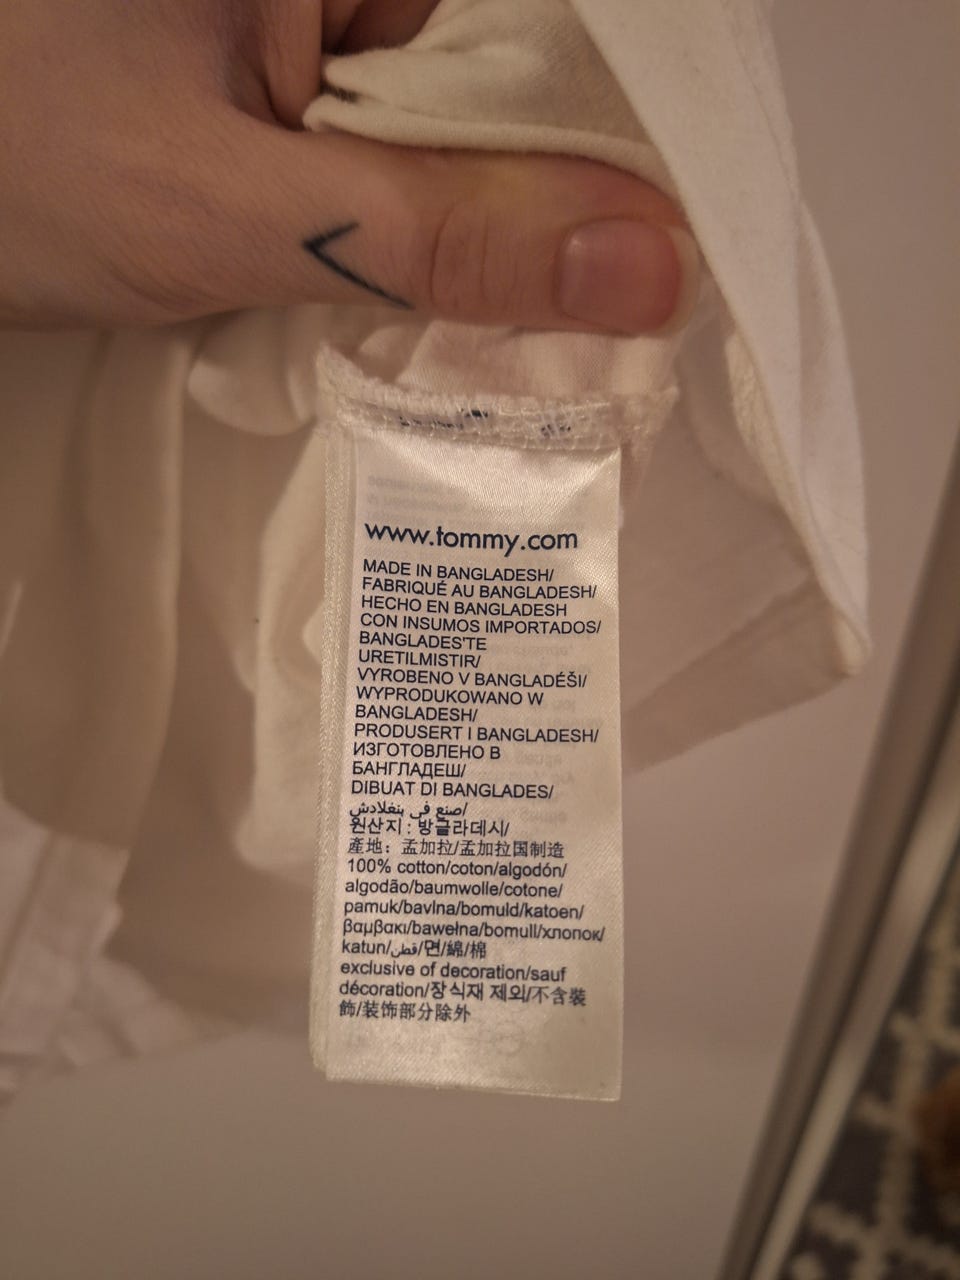 www.tommy.com
MADE IN BANGLADESH/
FABRIQUÉ AU BANGLADESH/
HECHO EN BANGLADESH
CON INSUMOS IMPORTADOS/
BANGLADES'TE
URETILMISTIR/
VYROBENO V BANGLADÉŠI/
WYPRODUKOWANO W
BANGLADESH/
PRODUSERT I BANGLADESH/
ИЗГОТОВЛЕНО В
БАНГЛАДЕШ/
DIBUAT DI BANGLADES/
صنع في بنغلادش/
원산지 : 방글라데시/
產地：孟加拉/孟加拉国制造
100% cotton/coton/algodón/
algodão/baumwolle/cotone/
pamuk/bavlna/bomuld/katoen/
βαμβακι/bawełna/bomull/хлопок/
katun/قطن/면/綿/棉
exclusive of decoration/sauf
décoration/장식재 제외/不含裝
飾/装饰部分除外